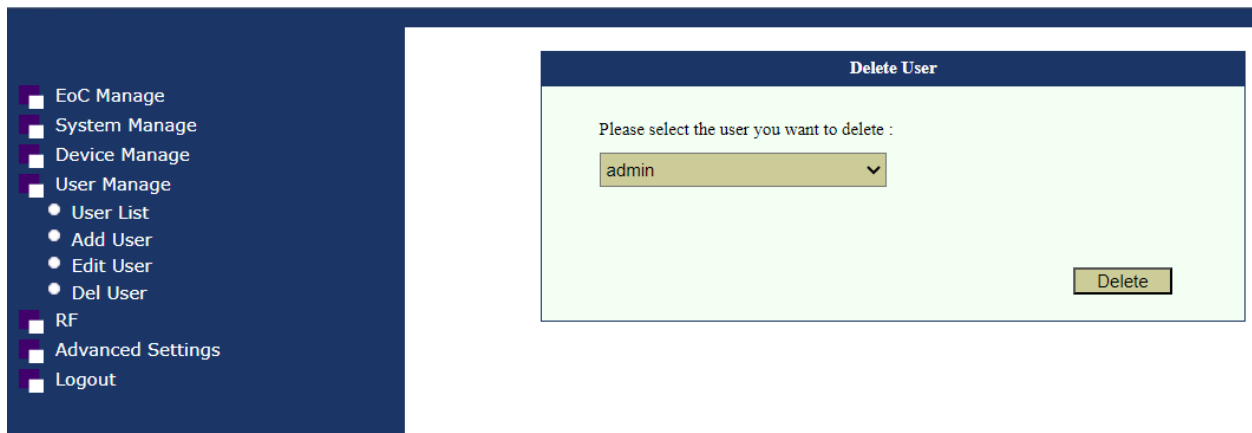 EoC Manage
System Manage
Device Manage
User Manage
User List
Add User
Edit User
Del User
RF
Advanced Settings
Logout
Delete User
Please select the user you want to delete :
admin
Delete